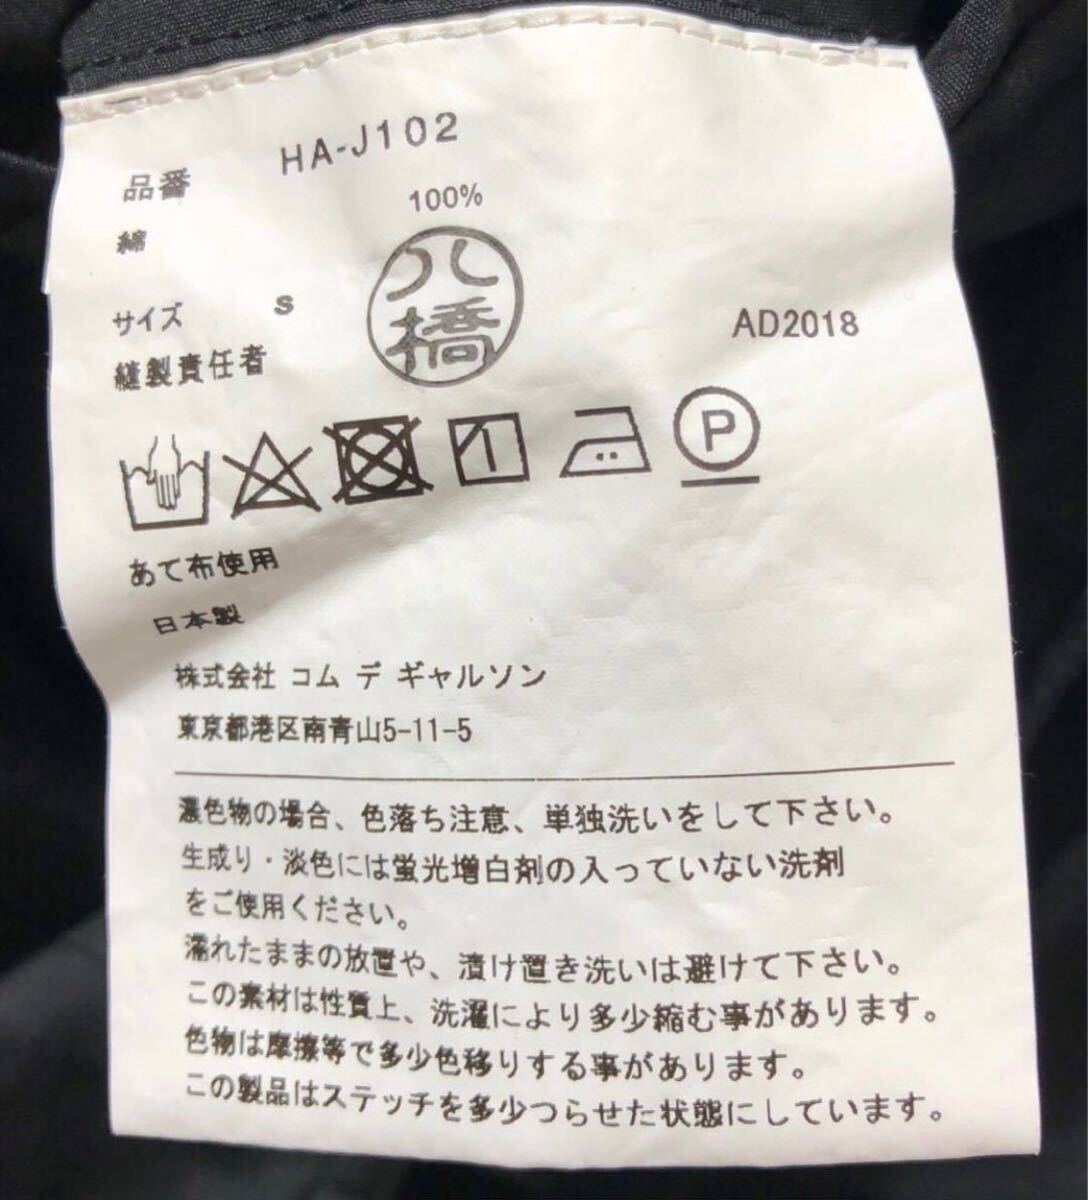 品番 HA-J102
綿 100%
サイズ S
縫製責任者 八橋
AD2018
P
あて布使用
日本製
株式会社 コム デ ギャルソン
東京都港区南青山5-11-5
濃色物の場合、色落ち注意、単独洗いをして下さい。
生成り・淡色には蛍光増白剤の入っていない洗剤
をご使用ください。
濡れたままの放置や、漬け置き洗いは避けて下さい。
この素材は性質上、洗濯により多少縮む事があります。
色物は摩擦等で多少色移りする事があります。
この製品はステッチを多少つらせた状態にしています。